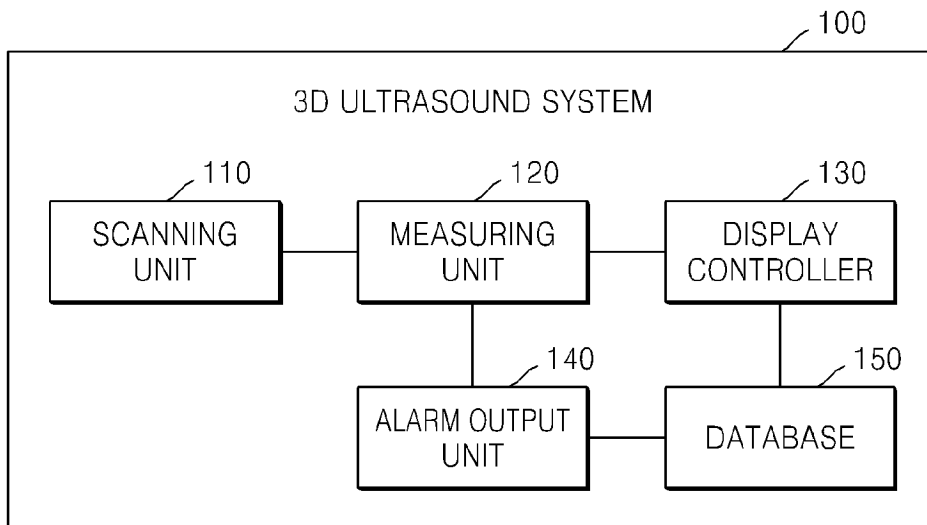 100
3D ULTRASOUND SYSTEM
110
120
130
SCANNING
UNIT
MEASURING
UNIT
DISPLAY
CONTROLLER
140
150
ALARM OUTPUT
UNIT
DATABASE